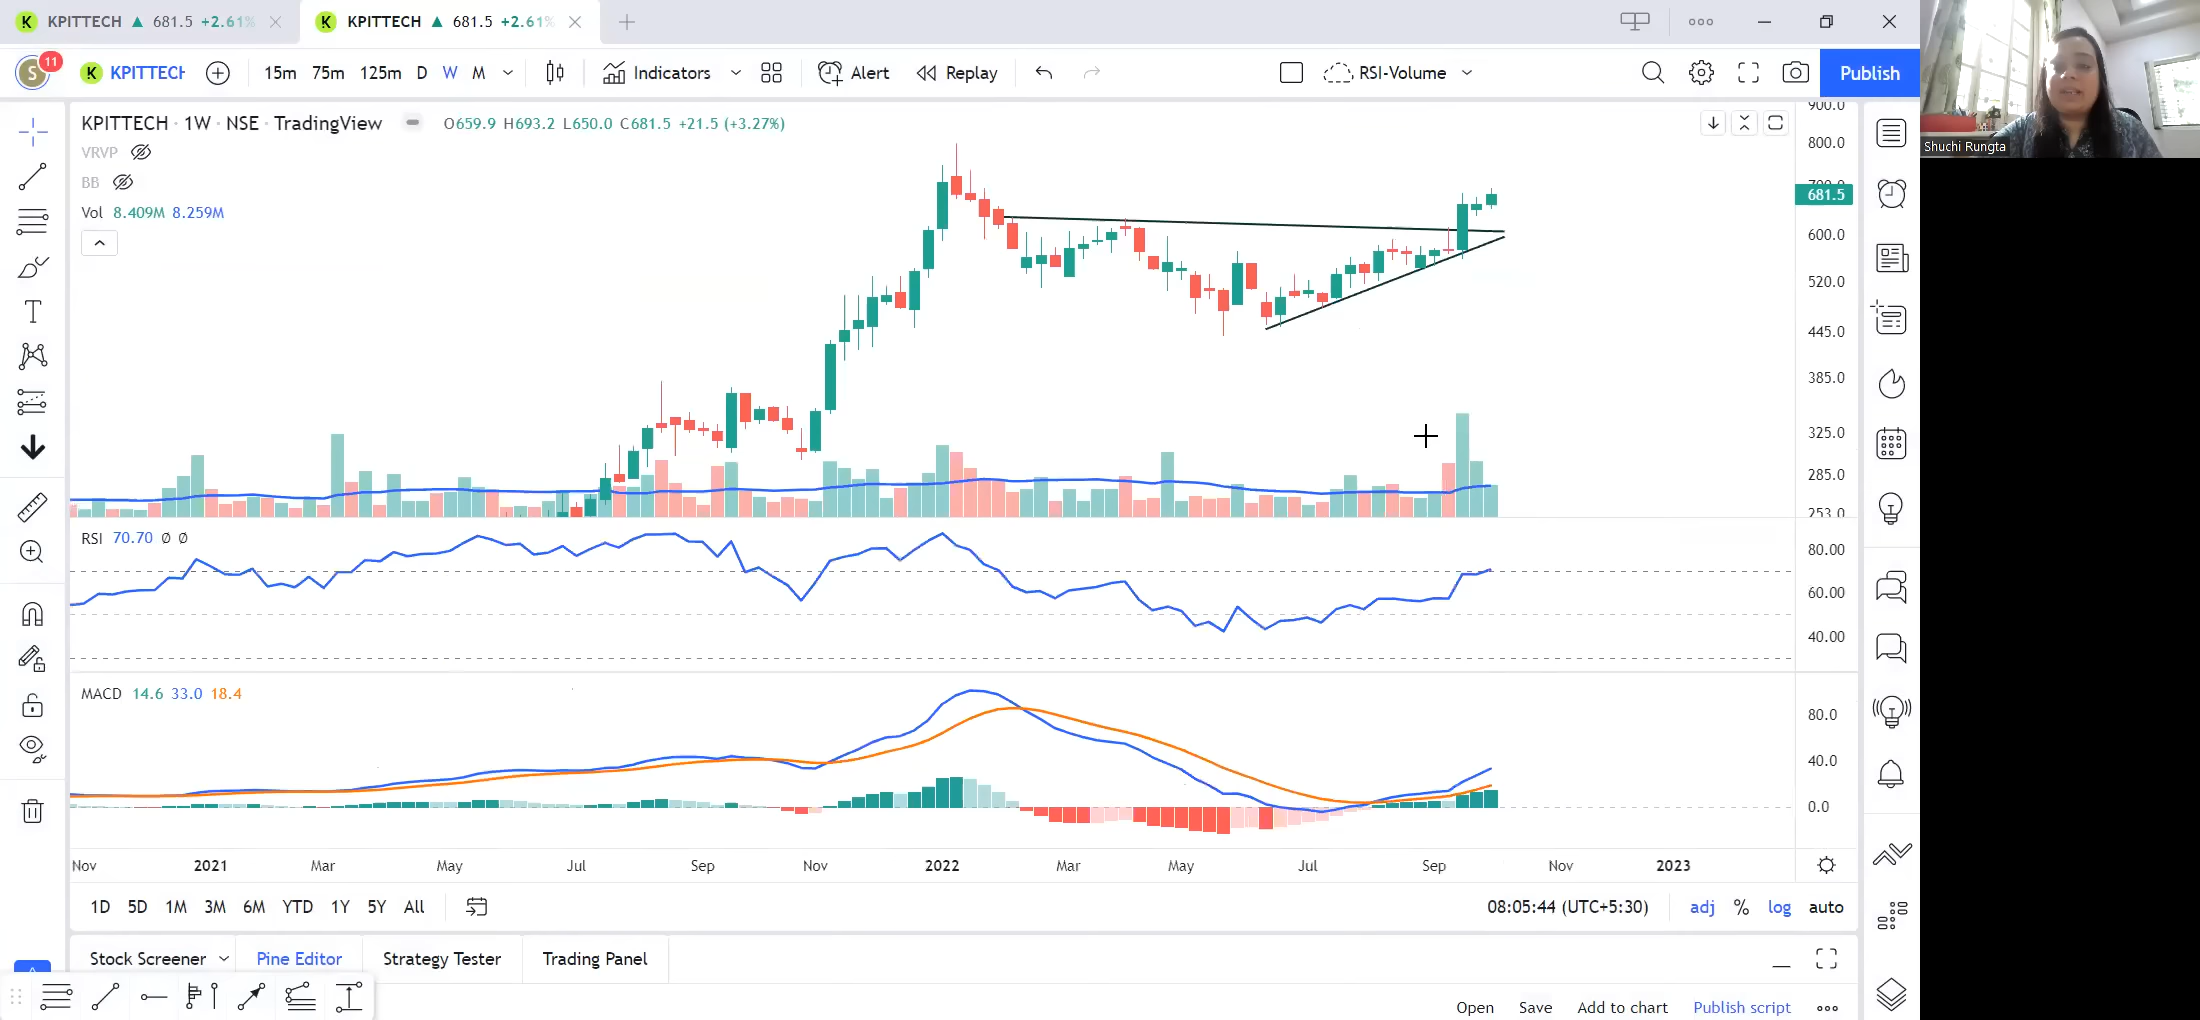 K KPITTECH ▲ 681.5 +2.61%
K KPITTECH ▲ 681.5 +2.61%
S 11 K KPITTECH 15m 75m 125m D W M Indicators Alert Replay RSI-Volume Publish
KPITTECH · 1W · NSE · TradingView O659.9 H693.2 L650.0 C681.5 +21.5 (+3.27%)
VRVP
BB
Vol 8.409M 8.259M
900.0
800.0
700.0
681.5
600.0
520.0
445.0
385.0
325.0
285.0
253.0
RSI 70.70 Ø Ø
80.00
60.00
40.00
MACD 14.6 33.0 18.4
80.0
40.0
0.0
Nov 2021 Mar May Jul Sep Nov 2022 Mar May Jul Sep Nov 2023
1D 5D 1M 3M 6M YTD 1Y 5Y All 08:05:44 (UTC+5:30) adj % log auto
Stock Screener Pine Editor Strategy Tester Trading Panel
Open Save Add to chart Publish script
Shuchi Rungta